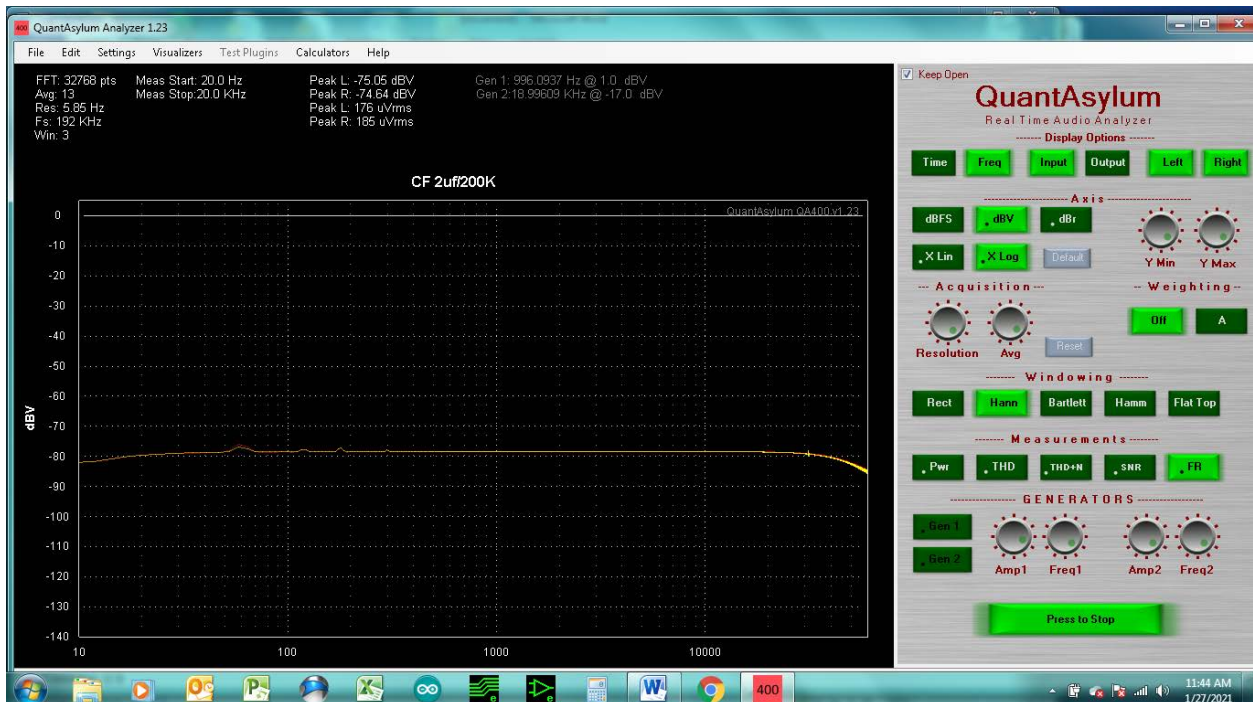 QuantAsylum Analyzer 1.23
File Edit Settings Visualizers Test Plugins Calculators Help
FFT: 32768 pts Meas Start: 20.0 Hz Peak L: -75.05 dBV Gen 1: 996.0937 Hz @ 1.0 dBV
Avg: 13 Meas Stop:20.0 KHz Peak R: -74.64 dBV Gen 2:18.99609 KHz @ -17.0 dBV
Res: 5.85 Hz Peak L: 176 uVrms
Fs: 192 KHz Peak R: 185 uVrms
Win: 3
CF 2uf/200K
QuantAsylum QA400.v1.23
0
-10
-20
-30
-40
-50
-60
-70
-80
-90
-100
-110
-120
-130
-140
dBV
10 100 1000 10000
Keep Open
QuantAsylum
Real Time Audio Analyzer
------- Display Options -------
Time Freq Input Output Left Right
Axis
dBFS dBV dBr
X Lin X Log Default
Y Min Y Max
--- Acquisition --- -- Weighting --
Off A
Resolution Avg Reset
Windowing
Rect Hann Bartlett Hamm Flat Top
Measurements
Pwr THD THD+N SNR FR
GENERATORS
Gen 1
Gen 2
Amp1 Freq1 Amp2 Freq2
Press to Stop
400
11:44 AM
1/27/2021